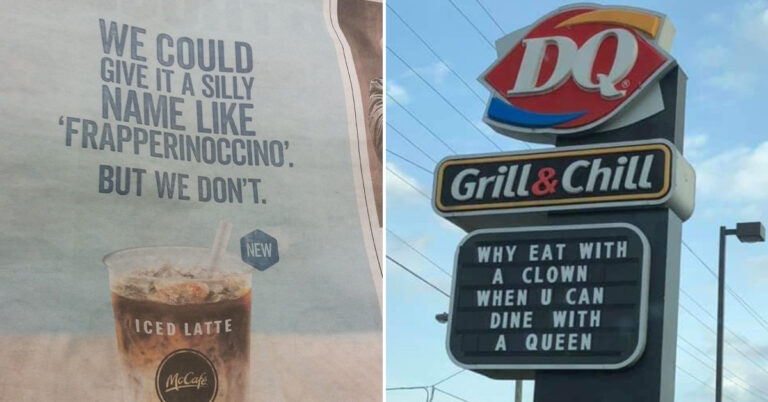 WE COULD
GIVE IT A SILLY
NAME LIKE
'FRAPPERINOCCINO'.
BUT WE DON'T.
NEW
ICED LATTE
McCafé
DQ®
Grill & Chill
WHY EAT WITH
A CLOWN
WHEN U CAN
DINE WITH
A QUEEN